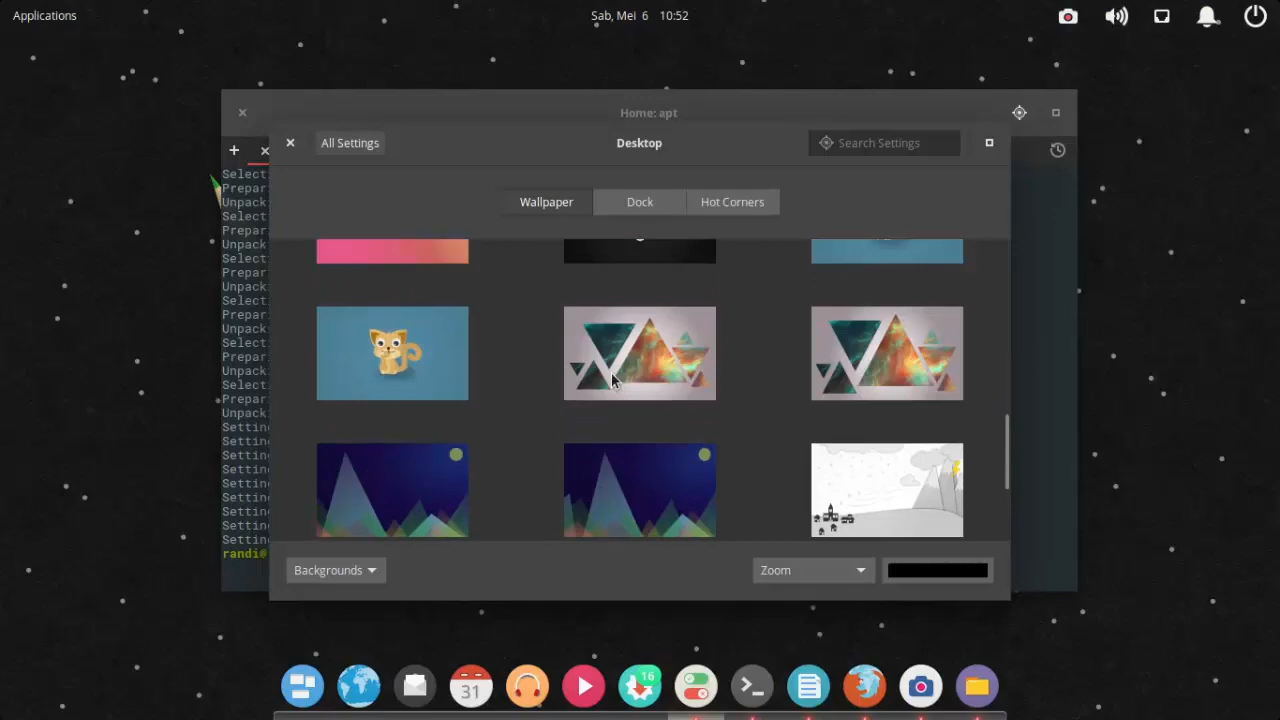 Applications
Sab, Mei 6 10:52
Home: apt
All Settings
Desktop
Search Settings
Wallpaper
Dock
Hot Corners
Select
Prepar
Unpack
Select
Prepar
Unpack
Select
Prepar
Unpack
Select
Prepar
Unpack
Select
Prepar
Unpack
Select
Prepar
Unpack
Settin
Settin
Settin
Settin
Settin
Settin
Settin
Settin
Settin
randi@
Backgrounds
Zoom
31
16